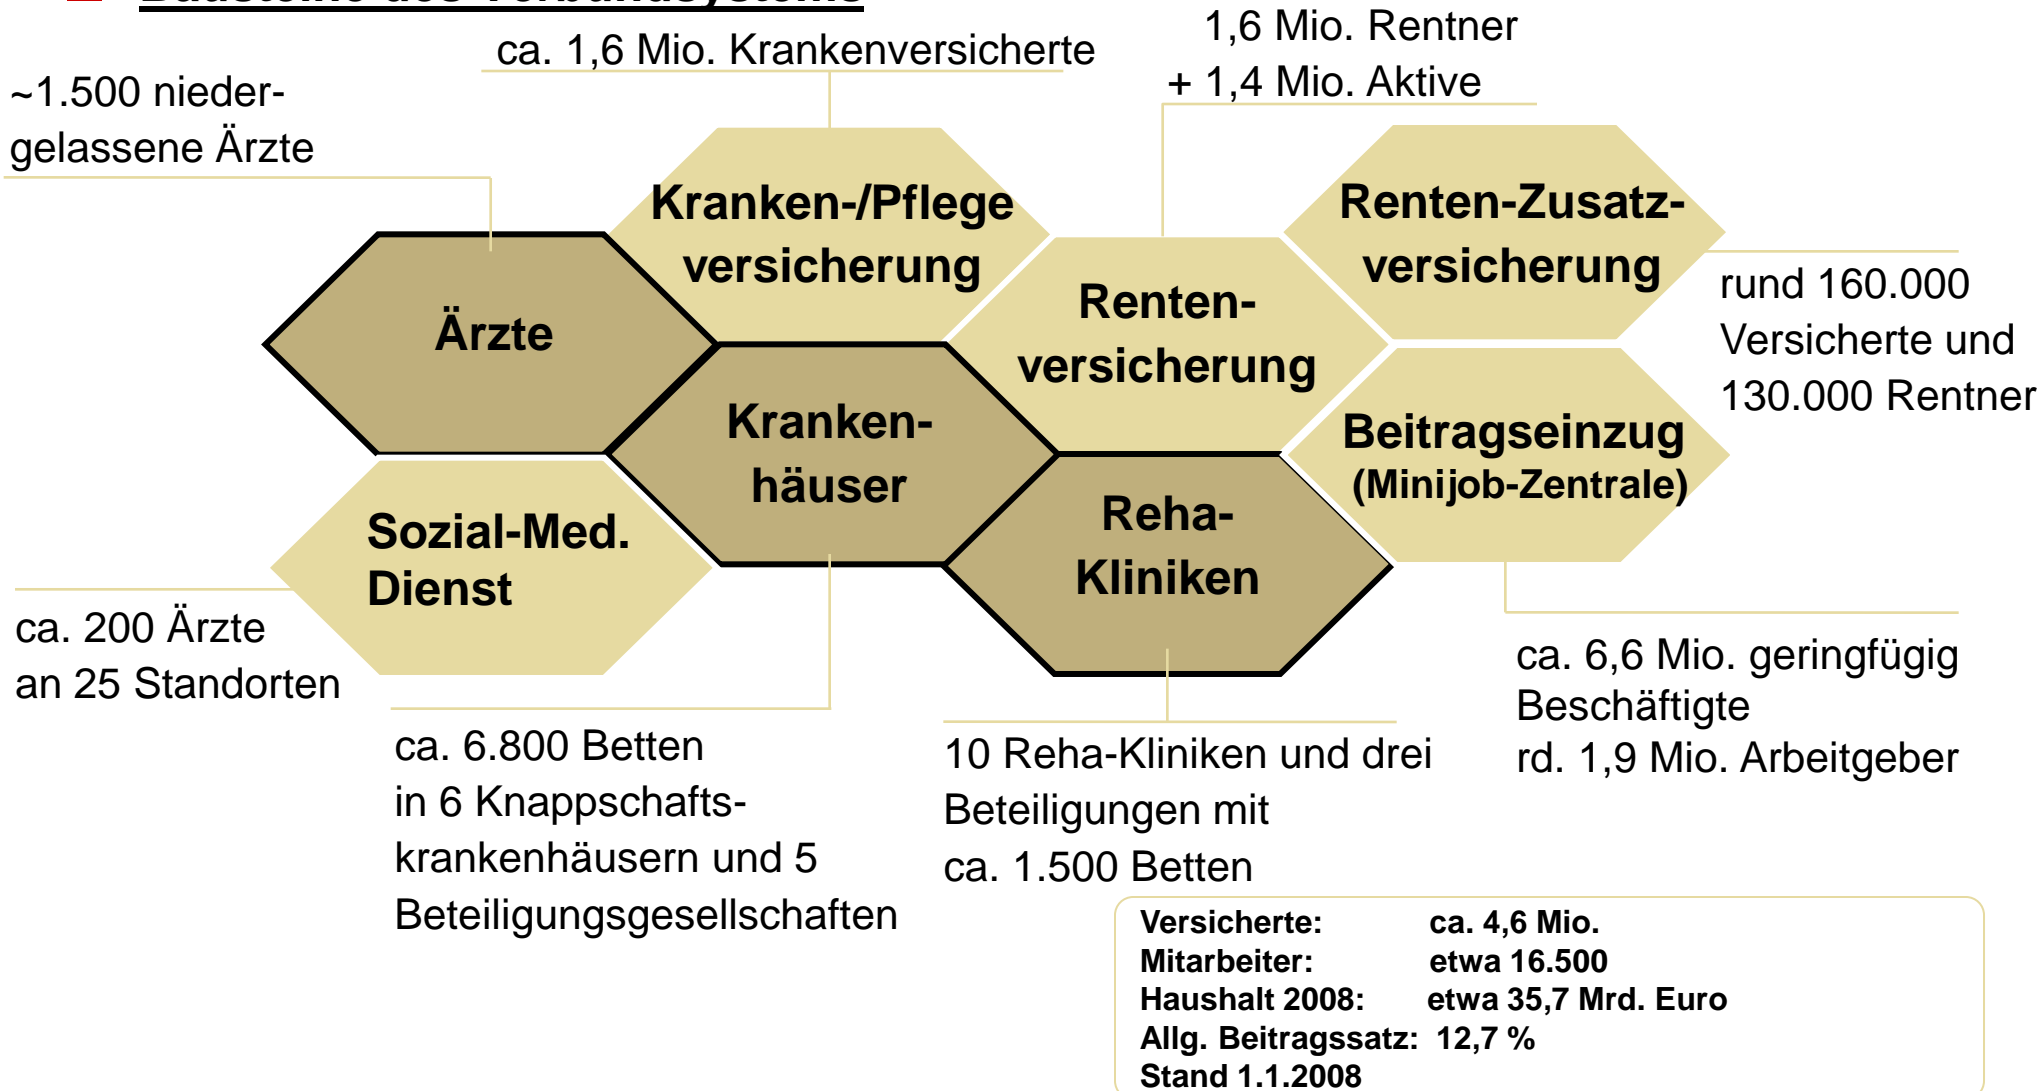 Bausteine des Verbundsystems
ca. 1,6 Mio. Krankenversicherte
1,6 Mio. Rentner
+ 1,4 Mio. Aktive
~1.500 nieder-
gelassene Ärzte
Kranken-/Pflege
versicherung
Renten-Zusatz-
versicherung
Ärzte
Renten-
versicherung
rund 160.000
Versicherte und
130.000 Rentner
Kranken-
häuser
Beitragseinzug
(Minijob-Zentrale)
Sozial-Med.
Dienst
Reha-
Kliniken
ca. 200 Ärzte
an 25 Standorten
ca. 6,6 Mio. geringfügig
Beschäftigte
rd. 1,9 Mio. Arbeitgeber
ca. 6.800 Betten
in 6 Knappschafts-
krankenhäusern und 5
Beteiligungsgesellschaften
10 Reha-Kliniken und drei
Beteiligungen mit
ca. 1.500 Betten
Versicherte: ca. 4,6 Mio.
Mitarbeiter: etwa 16.500
Haushalt 2008: etwa 35,7 Mrd. Euro
Allg. Beitragssatz: 12,7 %
Stand 1.1.2008